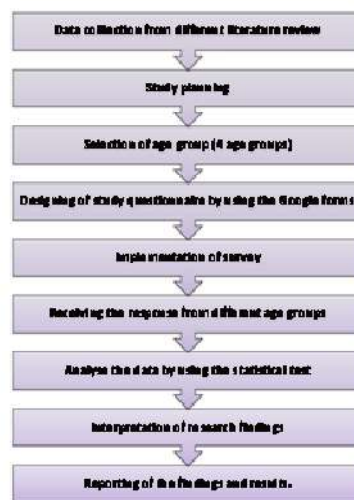 Data collection from different literature review
Study planning
Selection of age group (4 age groups)
Designing of study questionnaire by using the Google forms
Implementation of survey
Receiving the response from different age groups
Analyse the data by using the statistical test
Interpretation of research findings
Reporting of the findings and results.